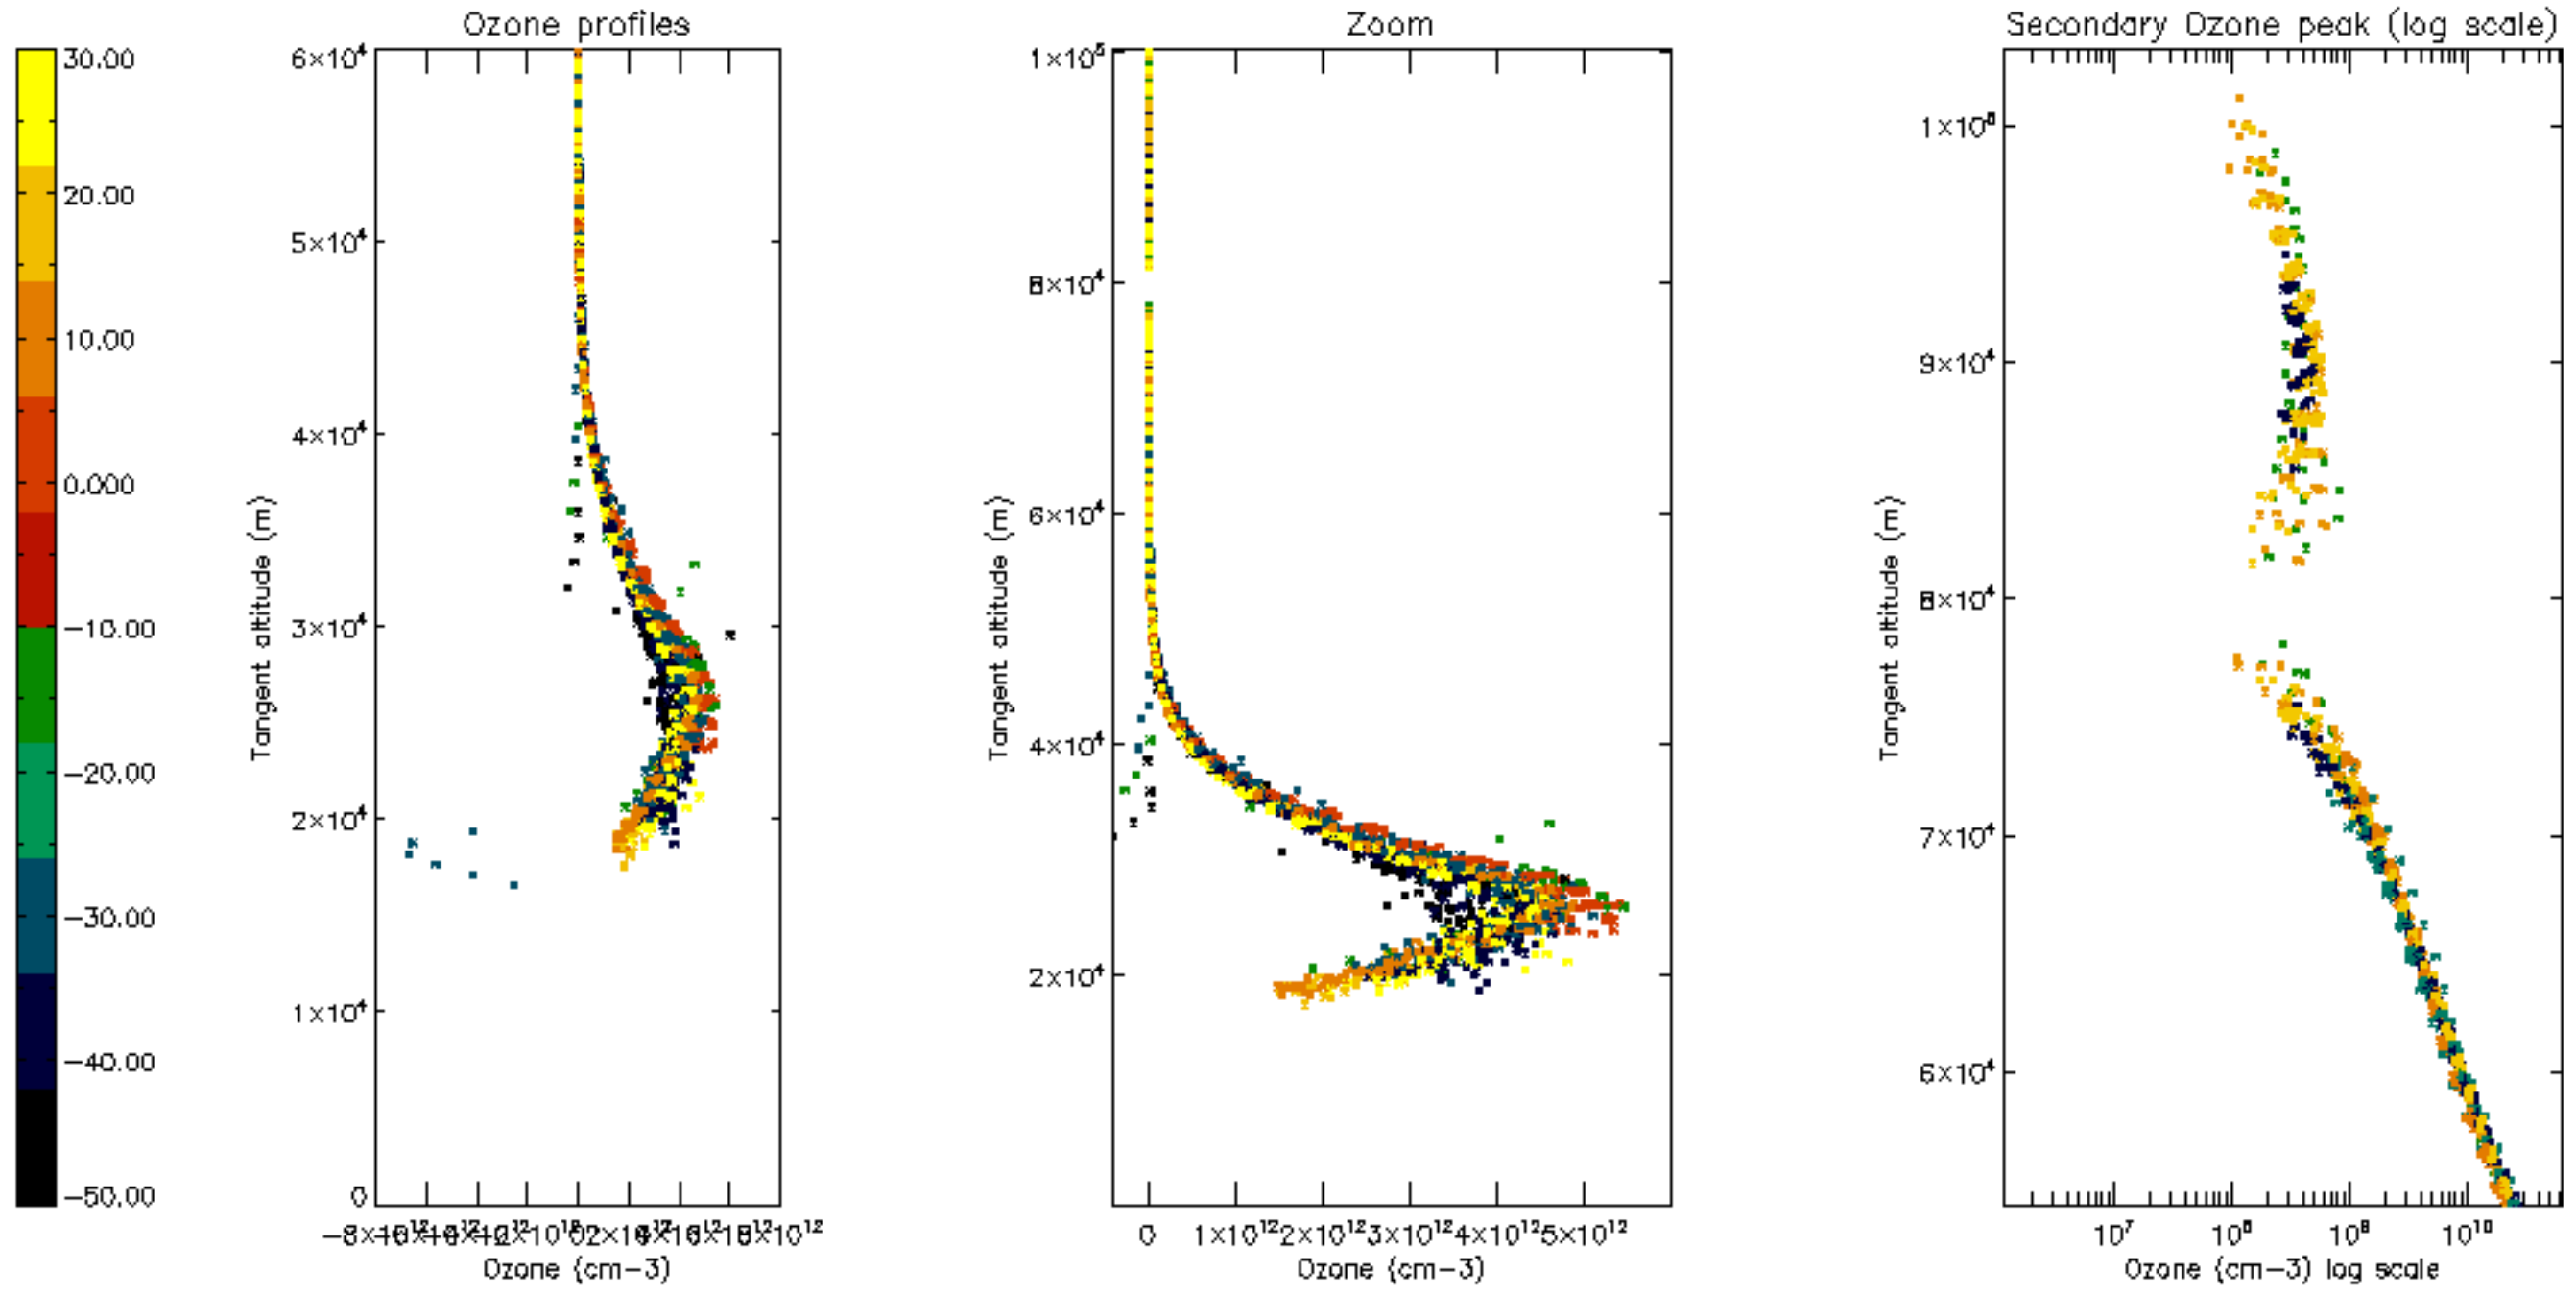 Ozone profiles
Zoom
Secondary Ozone peak (log scale)
30.00
20.00
10.00
0.000
−10.00
−20.00
−30.00
−40.00
−50.00
6×10⁴
5×10⁴
4×10⁴
3×10⁴
2×10⁴
1×10⁴
0
Tangent altitude (m)
Ozone (cm−3)
1×10⁵
8×10⁴
6×10⁴
4×10⁴
2×10⁴
Tangent altitude (m)
0 1×10¹² 2×10¹² 3×10¹² 4×10¹² 5×10¹²
Ozone (cm−3)
1×10⁵
9×10⁴
8×10⁴
7×10⁴
6×10⁴
Tangent altitude (m)
10⁷ 10⁸ 10⁹ 10¹⁰
Ozone (cm−3) log scale